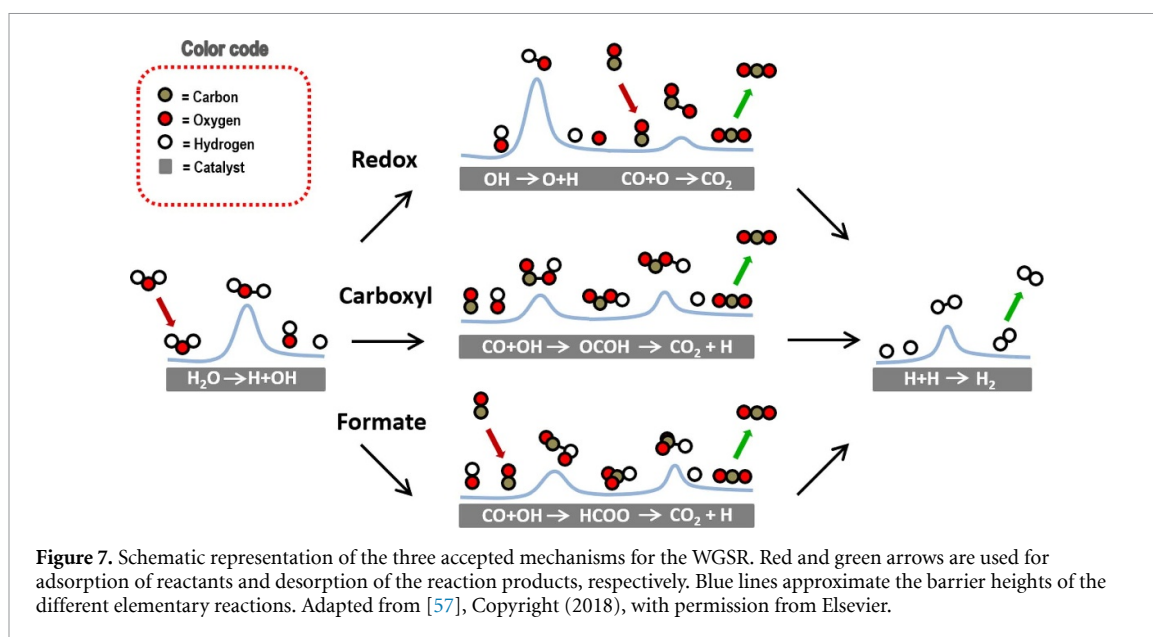 Color code
= Carbon
= Oxygen
= Hydrogen
= Catalyst
Redox
OH → O+H CO+O → CO₂
Carboxyl
CO+OH → OCOH → CO₂ + H
H₂O → H+OH
H+H → H₂
Formate
CO+OH → HCOO → CO₂ + H
Figure 7. Schematic representation of the three accepted mechanisms for the WGSR. Red and green arrows are used for
adsorption of reactants and desorption of the reaction products, respectively. Blue lines approximate the barrier heights of the
different elementary reactions. Adapted from [57], Copyright (2018), with permission from Elsevier.